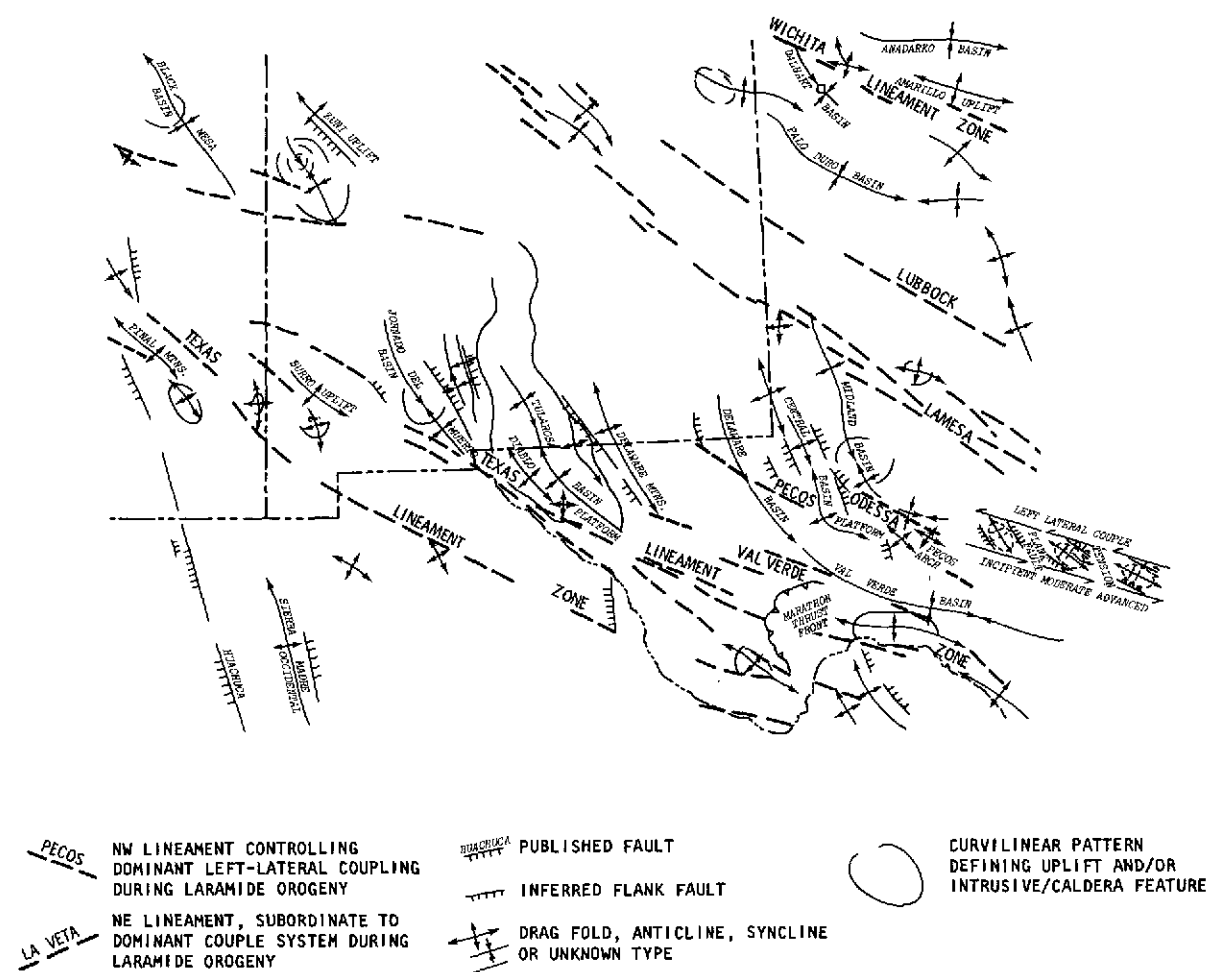 WICHITA
ANADARKO BASIN
DALHART BASIN
AMARILLO UPLIFT
LINEAMENT ZONE
BLACK MESA BASIN
ZUNI UPLIFT
PALO DURO BASIN
LUBBOCK
TEXAS
PINAL MTNS.
BURRO UPLIFT
JORNADO DEL MUERTO BASIN
TULAROSA BASIN
DIABLO PLATFORM
DELAWARE MTNS.
DELAWARE BASIN
CENTRAL BASIN PLATFORM
MIDLAND BASIN
LAMESA
TEXAS
PECOS
ODESSA
PECOS ARCH
LEFT LATERAL COUPLE
TENSION
INCIPIENT MODERATE ADVANCED
LINEAMENT
LINEAMENT
VAL VERDE
VAL VERDE BASIN
ZONE
MARATHON
THRUST
FRONT
ZONE
SIERRA MADRE OCCIDENTAL
HUACHUCA
PECOS
NW LINEAMENT CONTROLLING
DOMINANT LEFT-LATERAL COUPLING
DURING LARAMIDE OROGENY
LA VETA
NE LINEAMENT, SUBORDINATE TO
DOMINANT COUPLE SYSTEM DURING
LARAMIDE OROGENY
HUACHUCA
PUBLISHED FAULT
INFERRED FLANK FAULT
DRAG FOLD, ANTICLINE, SYNCLINE
OR UNKNOWN TYPE
CURVILINEAR PATTERN
DEFINING UPLIFT AND/OR
INTRUSIVE/CALDERA FEATURE